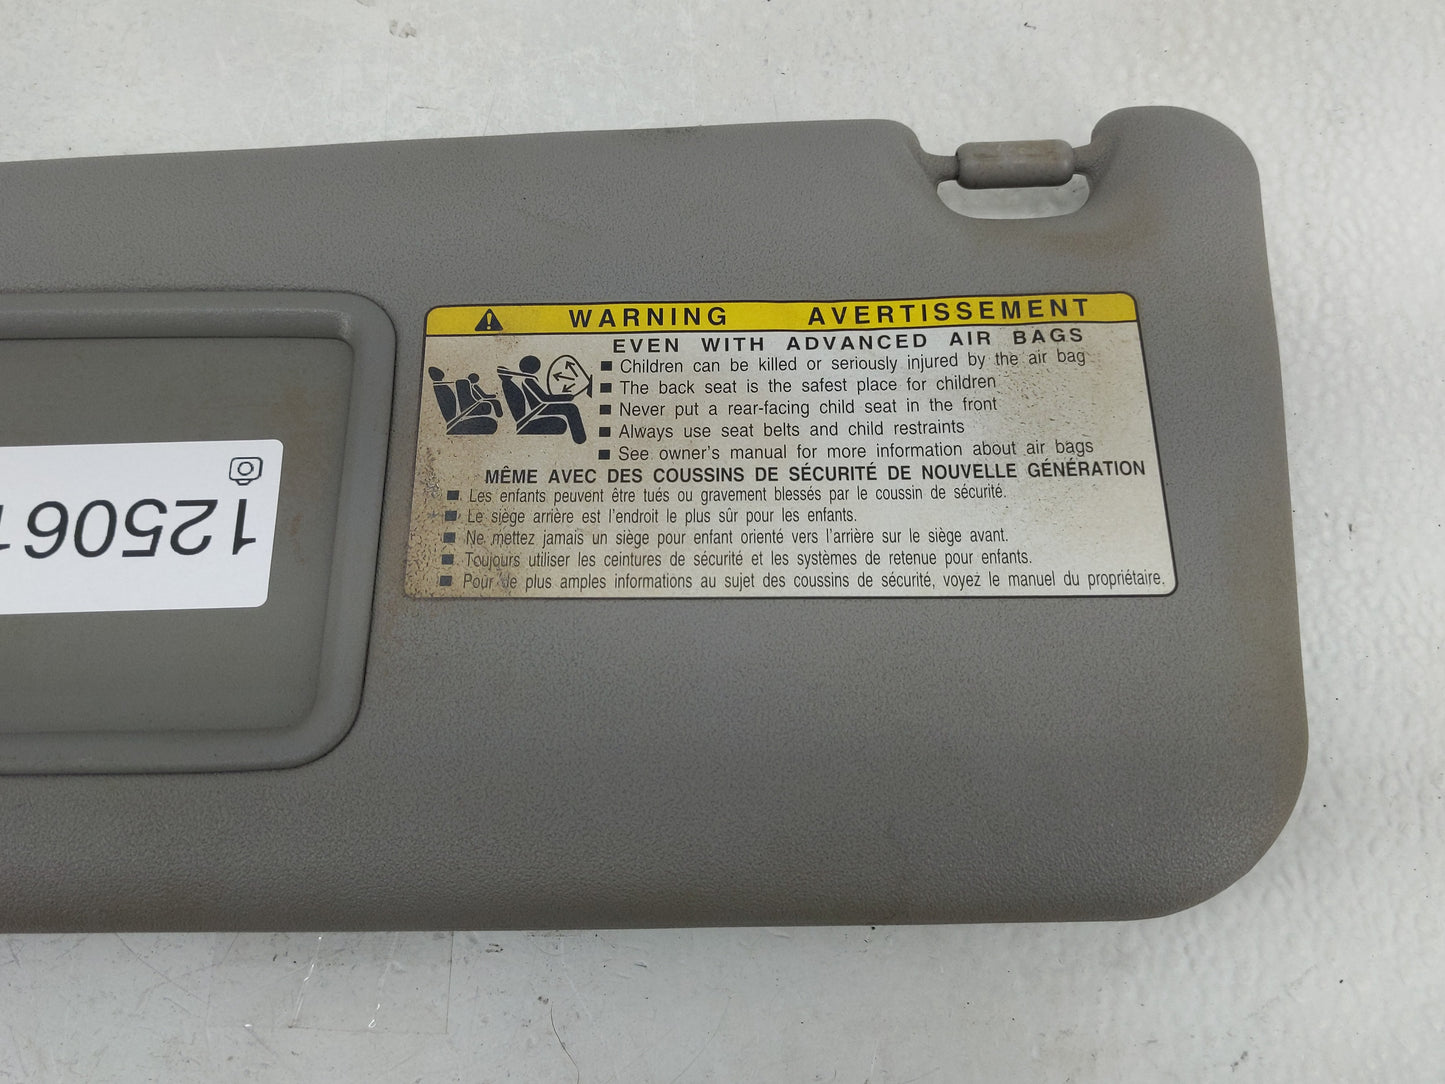 WARNING AVERTISSEMENT
EVEN WITH ADVANCED AIR BAGS
■ Children can be killed or seriously injured by the air bag
■ The back seat is the safest place for children
■ Never put a rear-facing child seat in the front
■ Always use seat belts and child restraints
■ See owner's manual for more information about air bags
MÊME AVEC DES COUSSINS DE SÉCURITÉ DE NOUVELLE GÉNÉRATION
■ Les enfants peuvent être tués ou gravement blessés par le coussin de sécurité.
■ Le siège arrière est l'endroit le plus sûr pour les enfants.
■ Ne mettez jamais un siège pour enfant orienté vers l'arrière sur le siège avant.
■ Toujours utiliser les ceintures de sécurité et les systèmes de retenue pour enfants.
■ Pour de plus amples informations au sujet des coussins de sécurité, voyez le manuel du propriétaire.
12506